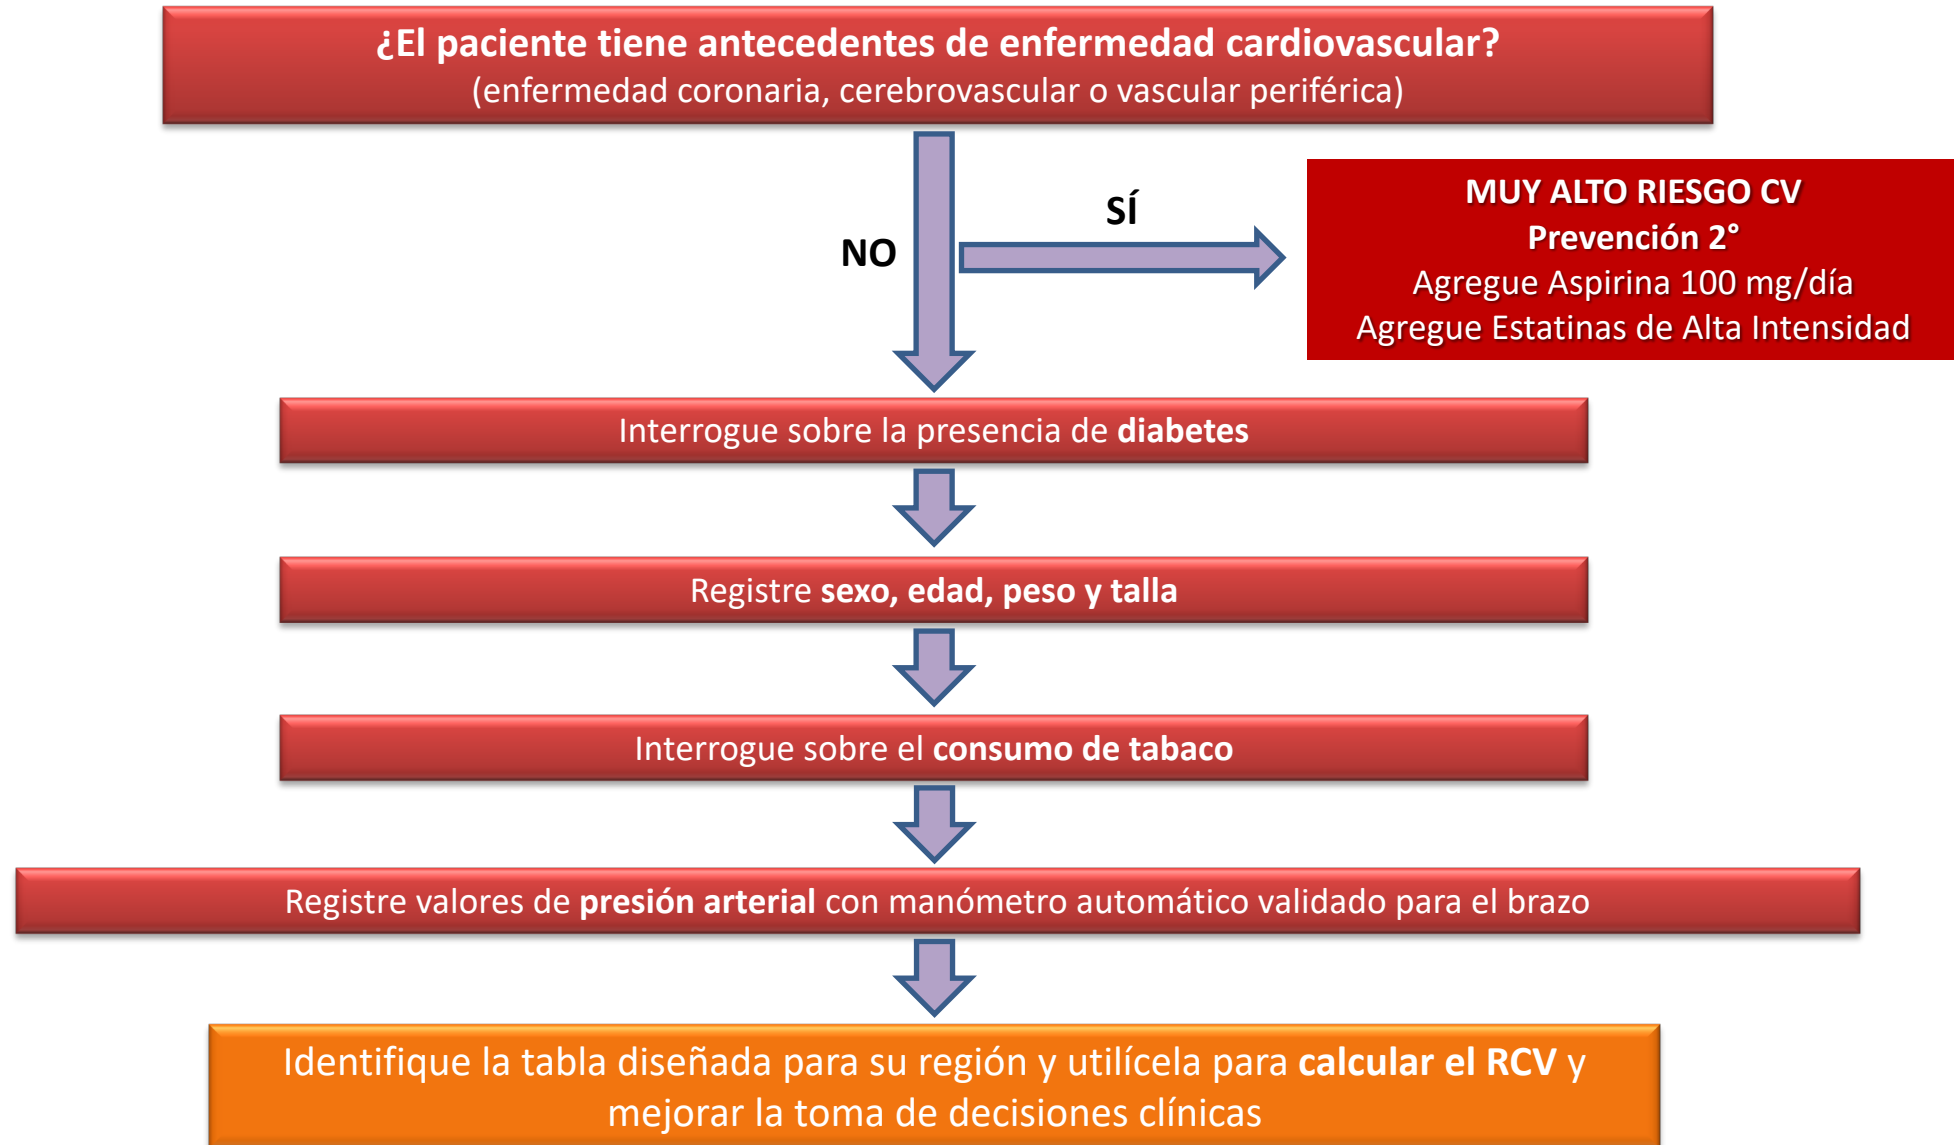 ¿El paciente tiene antecedentes de enfermedad cardiovascular?
(enfermedad coronaria, cerebrovascular o vascular periférica)
SÍ
NO
MUY ALTO RIESGO CV
Prevención 2°
Agregue Aspirina 100 mg/día
Agregue Estatinas de Alta Intensidad
Interrogue sobre la presencia de diabetes
Registre sexo, edad, peso y talla
Interrogue sobre el consumo de tabaco
Registre valores de presión arterial con manómetro automático validado para el brazo
Identifique la tabla diseñada para su región y utilícela para calcular el RCV y
mejorar la toma de decisiones clínicas